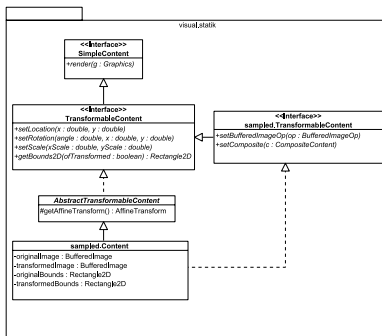 visual.statik
<<Interface>>
SimpleContent
+render(g : Graphics)
<<Interface>>
TransformableContent
+setLocation(x : double, y : double)
+setRotation(angle : double, x : double, y : double)
+setScale(xScale : double, yScale : double)
+getBounds2D(ofTransformed : boolean) : Rectangle2D
<<Interface>>
sampled.TransformableContent
+setBufferedImageOp(op : BufferedImageOp)
+setComposite(c : CompositeContent)
AbstractTransformableContent
#getAffineTransform() : AffineTransform
sampled.Content
-originalImage : BufferedImage
-transformedImage : BufferedImage
-originalBounds : Rectangle2D
-transformedBounds : Rectangle2D